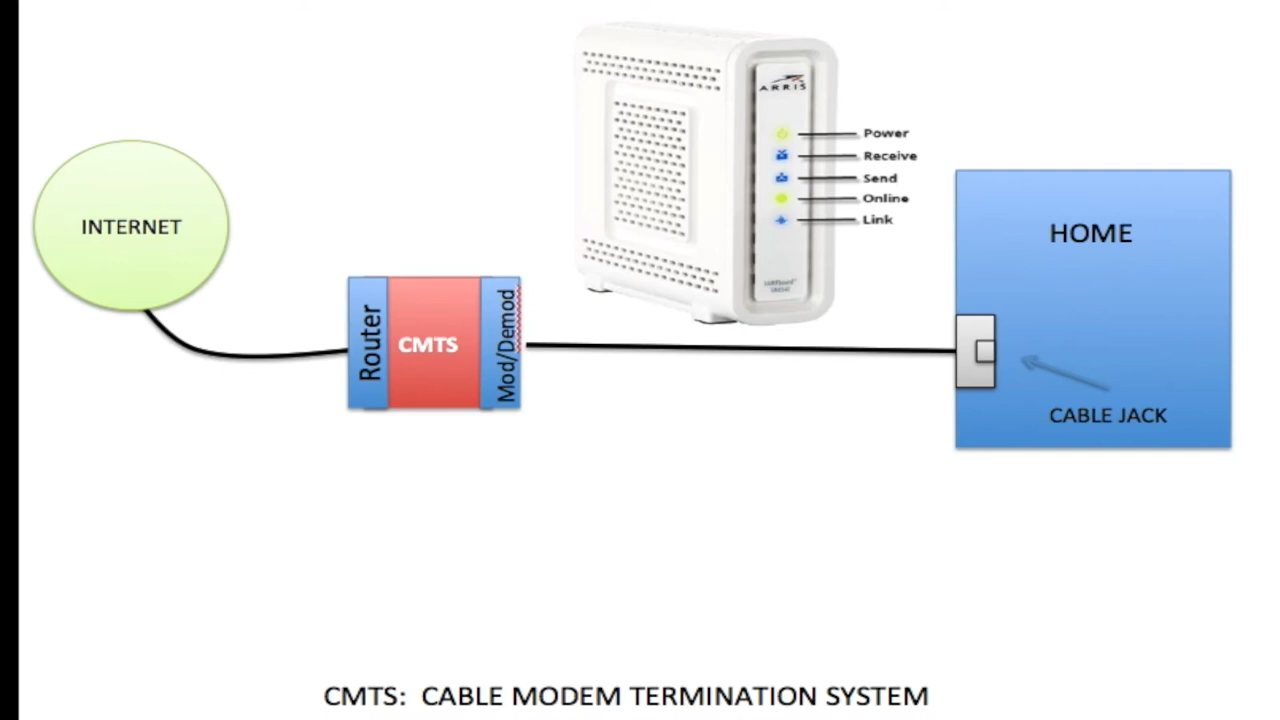 ARRIS
Power
Receive
Send
Online
Link
INTERNET
HOME
Router
CMTS
Mod/Demod
CABLE JACK
CMTS: CABLE MODEM TERMINATION SYSTEM